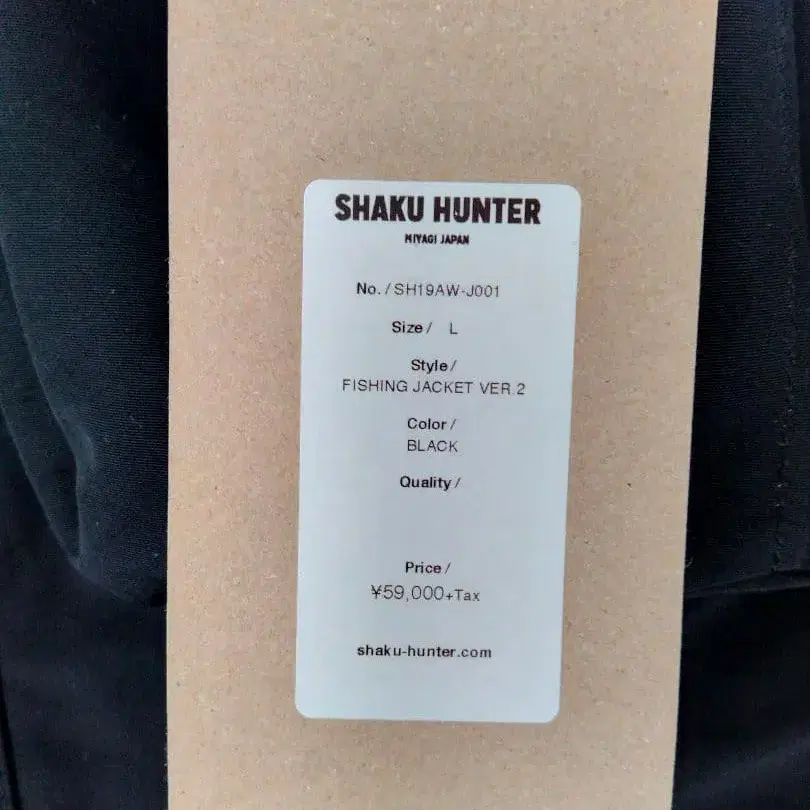 SHAKU HUNTER
MIYAGI JAPAN
No. / SH19AW-J001
Size / L
Style /
FISHING JACKET VER.2
Color /
BLACK
Quality /
Price /
¥59,000+Tax
shaku-hunter.com